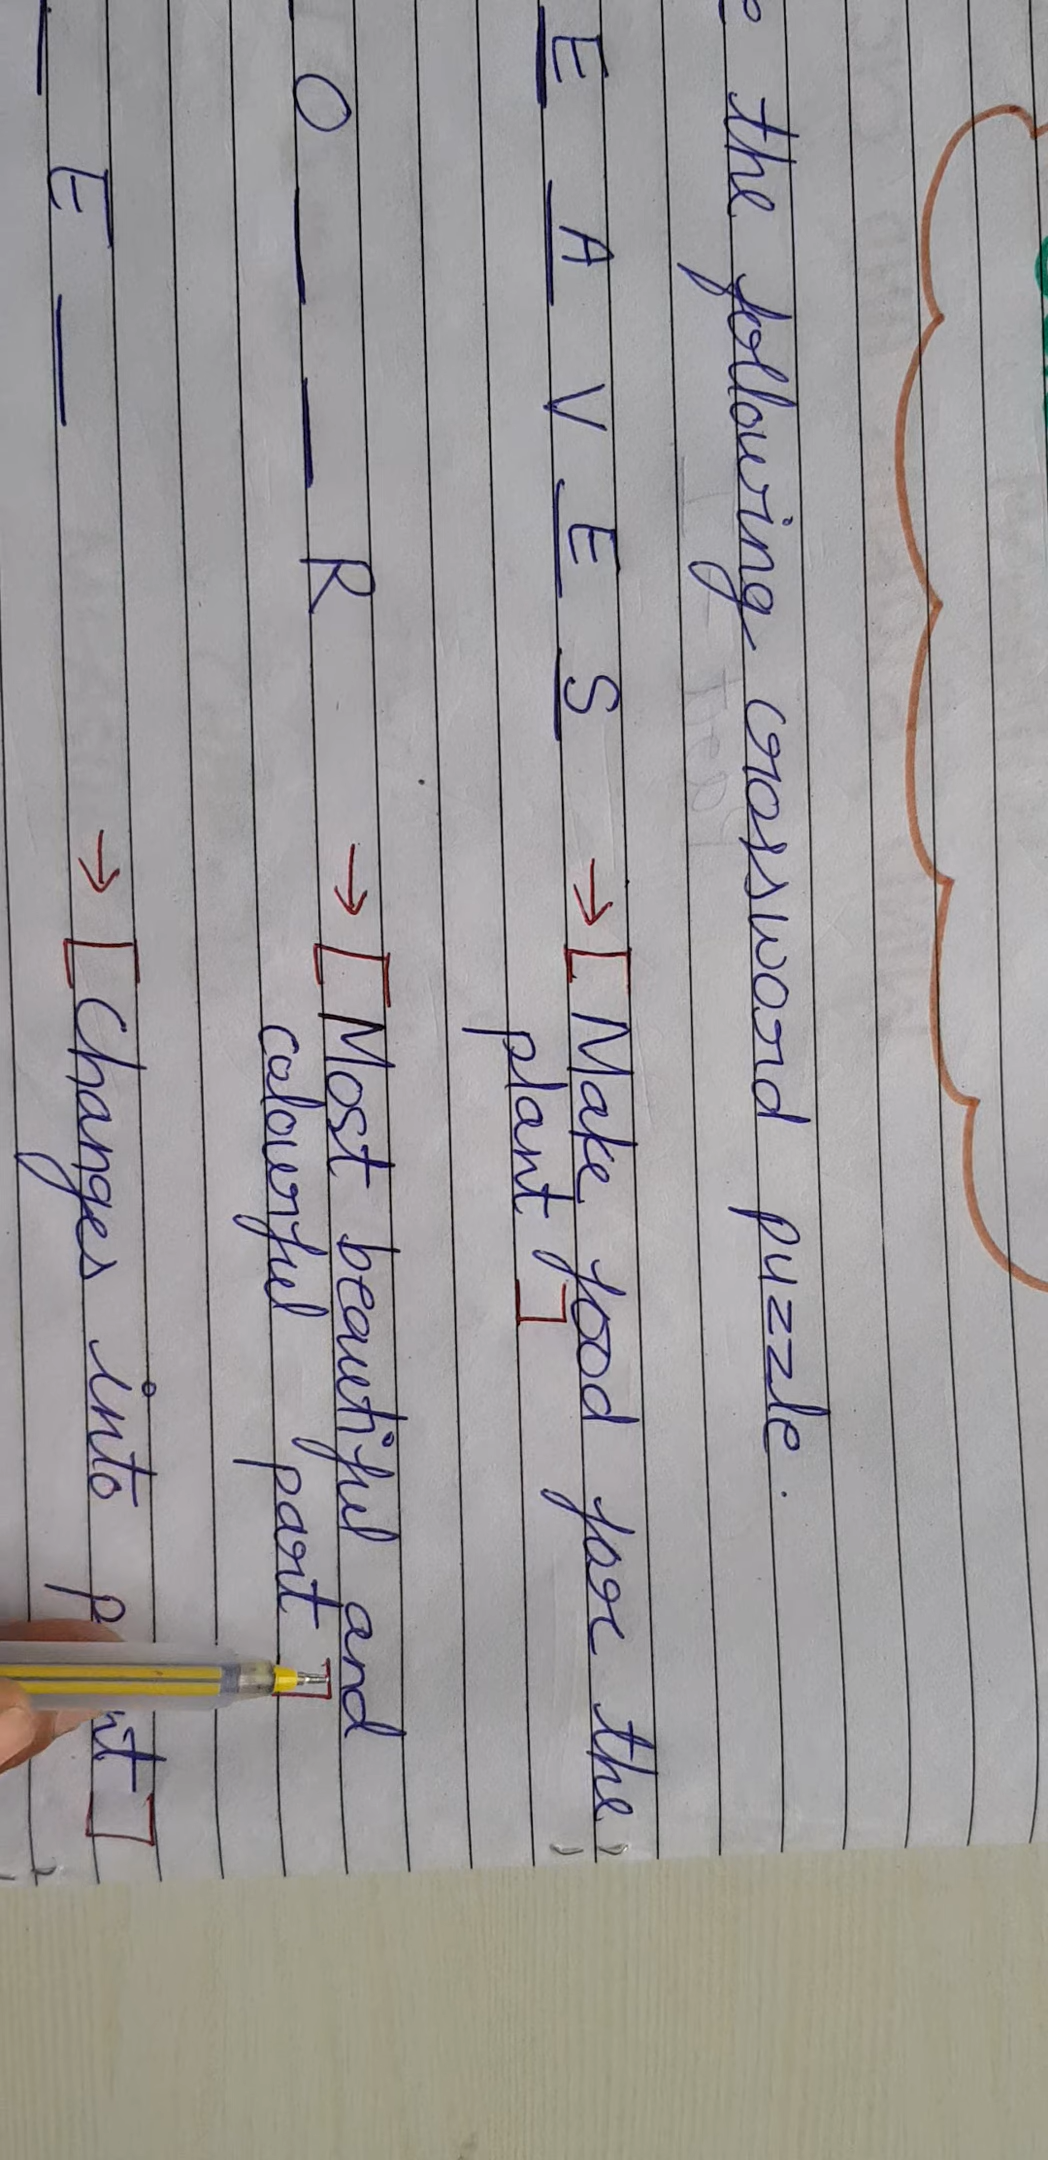 the following crossword puzzle.
E A V E S → [Make food for the
plant]
O _ _ R → [Most beautiful and
colourful part]
_ E _ → [Changes into